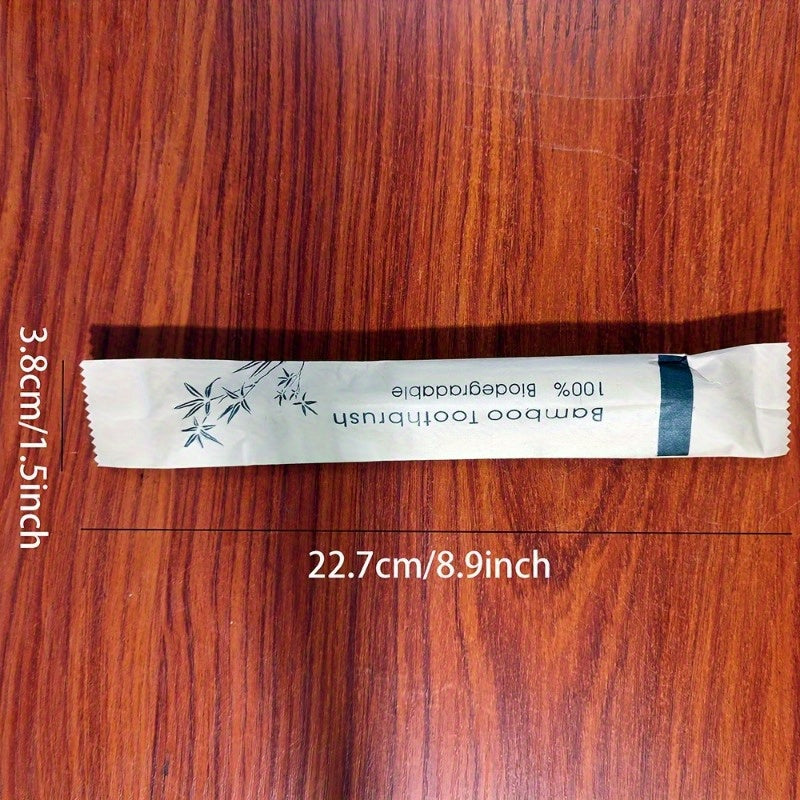 Bamboo Toothbrush
100% Biodegradable
3.8cm/1.5inch
22.7cm/8.9inch